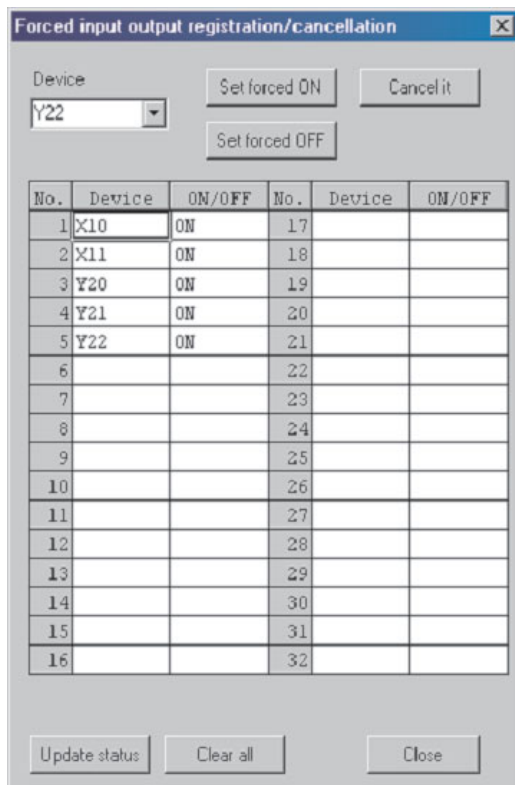 Forced input output registration/cancellation
Device
Set forced ON
Cancel it
Y22
Set forced OFF
No. Device ON/OFF No. Device ON/OFF
1 X10 ON 17
2 X11 ON 18
3 Y20 ON 19
4 Y21 ON 20
5 Y22 ON 21
6 22
7 23
8 24
9 25
10 26
11 27
12 28
13 29
14 30
15 31
16 32
Update status Clear all Close